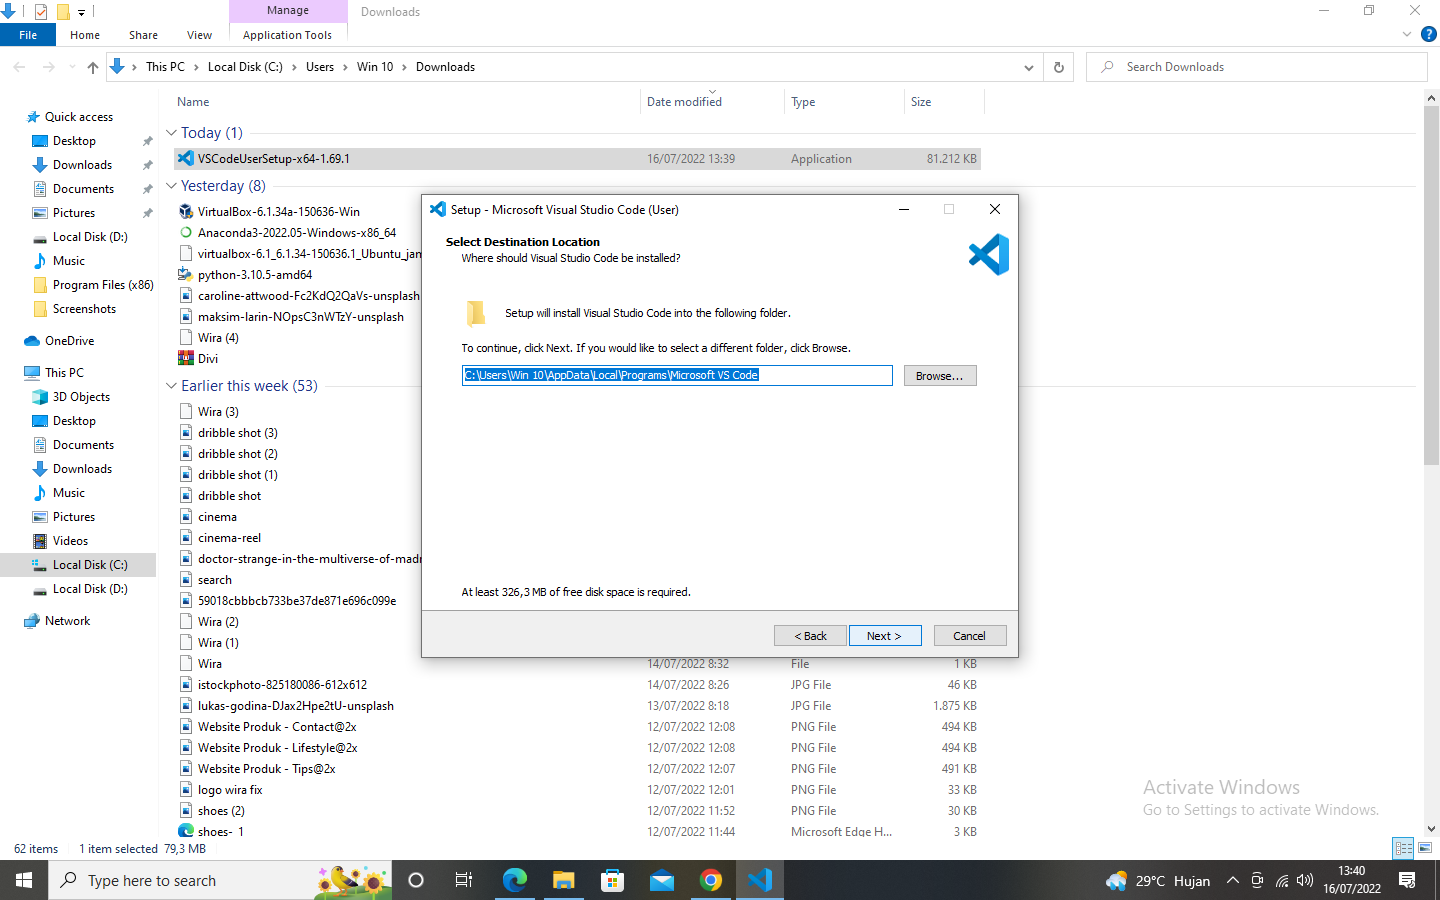 Manage
Downloads
File
Home
Share
View
Application Tools
This PC
Local Disk (C:)
Users
Win 10
Downloads
Search Downloads
Name
Date modified
Type
Size
Quick access
Desktop
Downloads
Documents
Pictures
Local Disk (D:)
Music
Program Files (x86)
Screenshots
OneDrive
This PC
3D Objects
Desktop
Documents
Downloads
Music
Pictures
Videos
Local Disk (C:)
Local Disk (D:)
Network
Today (1)
VSCodeUserSetup-x64-1.69.1 16/07/2022 13:39 Application 81.212 KB
Yesterday (8)
VirtualBox-6.1.34a-150636-Win
Anaconda3-2022.05-Windows-x86_64
virtualbox-6.1_6.1.34-150636.1_Ubuntu_jan
python-3.10.5-amd64
caroline-attwood-Fc2KdQ2QaVs-unsplash
maksim-larin-NOpsC3nWTzY-unsplash
Wira (4)
Divi
Earlier this week (53)
Wira (3)
dribble shot (3)
dribble shot (2)
dribble shot (1)
dribble shot
cinema
cinema-reel
doctor-strange-in-the-multiverse-of-madn
search
59018cbbbcb733be37de871e696c099e
Wira (2)
Wira (1)
Wira 14/07/2022 8:32 File 1 KB
istockphoto-825180086-612x612 14/07/2022 8:26 JPG File 46 KB
lukas-godina-DJax2Hpe2tU-unsplash 13/07/2022 8:18 JPG File 1.875 KB
Website Produk - Contact@2x 12/07/2022 12:08 PNG File 494 KB
Website Produk - Lifestyle@2x 12/07/2022 12:08 PNG File 494 KB
Website Produk - Tips@2x 12/07/2022 12:07 PNG File 491 KB
logo wira fix 12/07/2022 12:01 PNG File 33 KB
shoes (2) 12/07/2022 11:52 PNG File 30 KB
shoes- 1 12/07/2022 11:44 Microsoft Edge H... 3 KB
Setup - Microsoft Visual Studio Code (User)
Select Destination Location
Where should Visual Studio Code be installed?
Setup will install Visual Studio Code into the following folder.
To continue, click Next. If you would like to select a different folder, click Browse.
C:\Users\Win 10\AppData\Local\Programs\Microsoft VS Code
Browse...
At least 326,3 MB of free disk space is required.
< Back
Next >
Cancel
Activate Windows
Go to Settings to activate Windows.
62 items
1 item selected 79,3 MB
Type here to search
29°C Hujan
13:40
16/07/2022